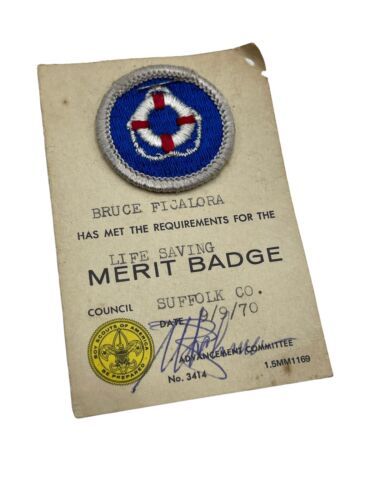 BRUCE FICALORA
HAS MET THE REQUIREMENTS FOR THE
LIFE SAVING
MERIT BADGE
COUNCIL SUFFOLK CO.
DATE 9/9/70
BOY SCOUTS OF AMERICA
BE PREPARED
ADVANCEMENT COMMITTEE
No. 3414 1.5MM1169